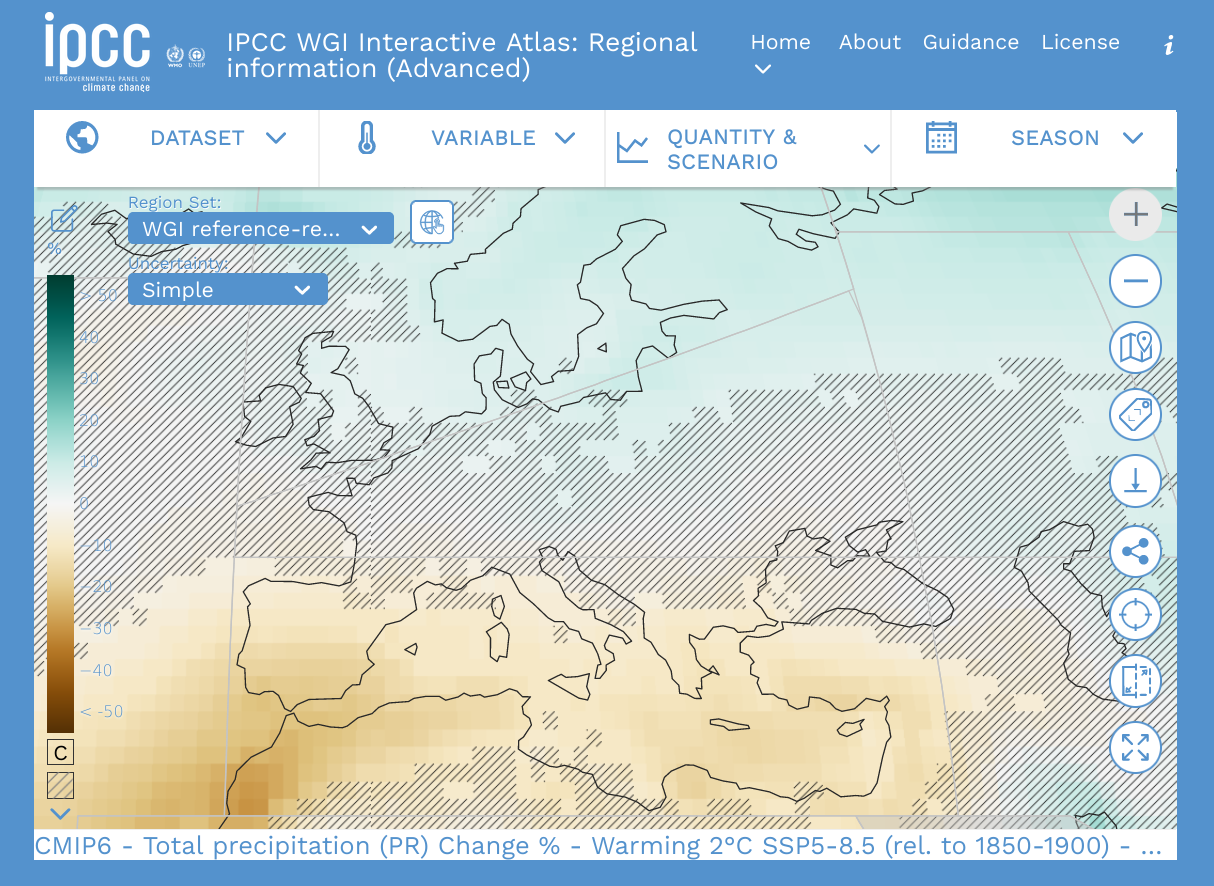 ipcc
INTERGOVERNMENTAL PANEL ON
climate change
WMO
UNEP
IPCC WGI Interactive Atlas: Regional
information (Advanced)
Home
About
Guidance
License
i
DATASET
VARIABLE
QUANTITY &
SCENARIO
SEASON
Region Set:
WGI reference-re...
Uncertainty:
Simple
%
> 50
40
30
20
10
0
−10
−20
−30
−40
< -50
C
CMIP6 - Total precipitation (PR) Change % - Warming 2°C SSP5-8.5 (rel. to 1850-1900) - ...